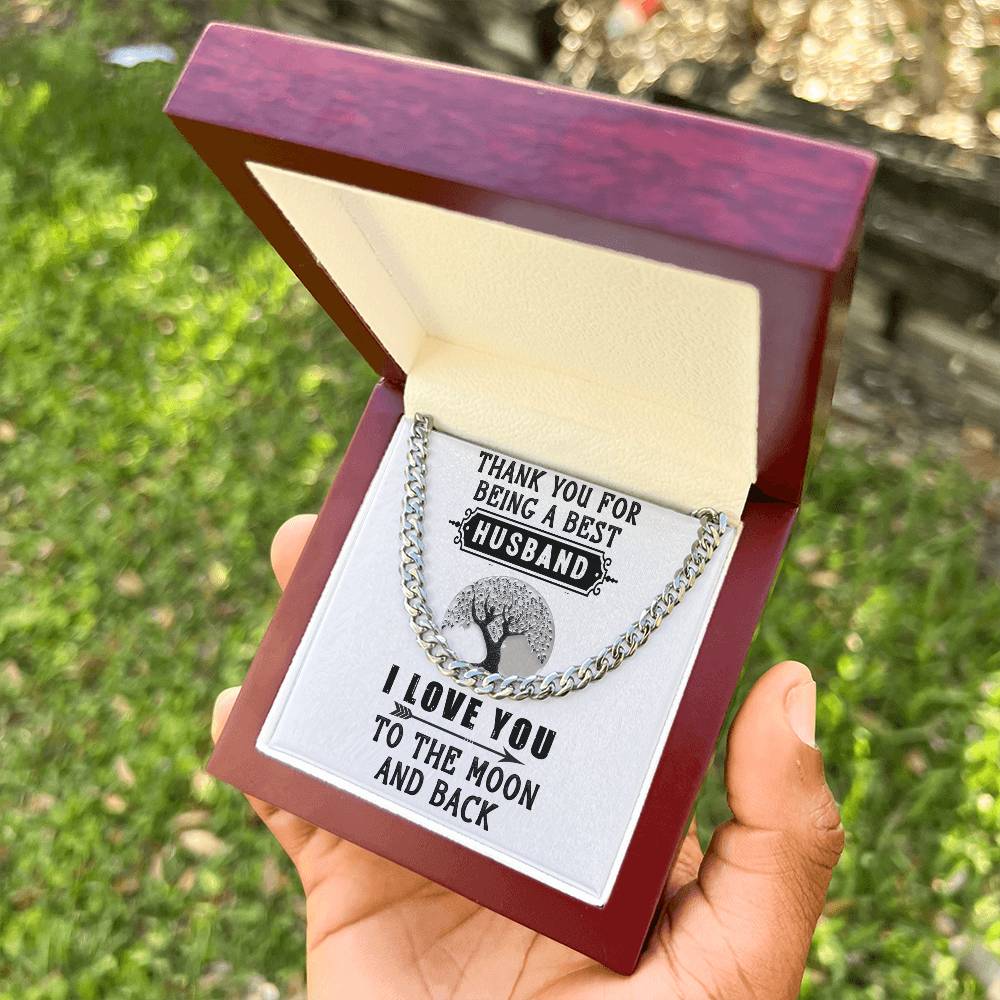 THANK YOU FOR
BEING A BEST
HUSBAND
I LOVE YOU
TO THE MOON
AND BACK